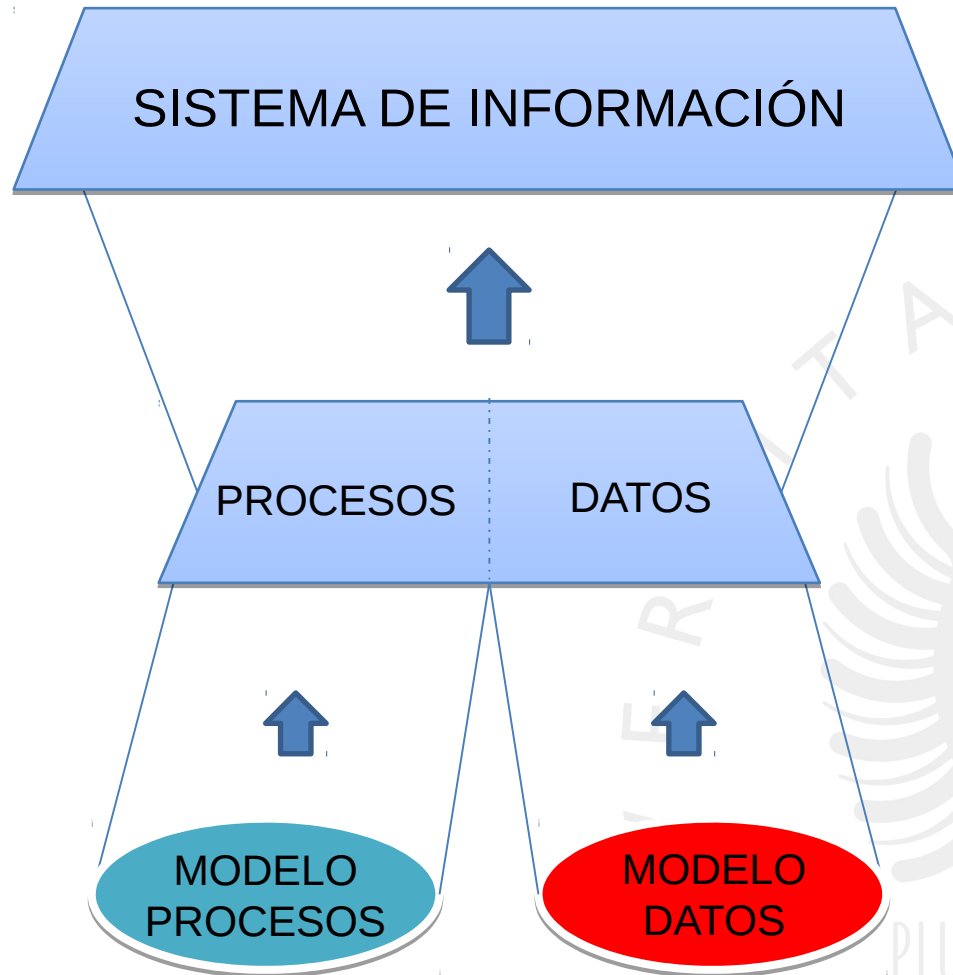 SISTEMA DE INFORMACIÓN
PROCESOS
DATOS
MODELO
PROCESOS
MODELO
DATOS